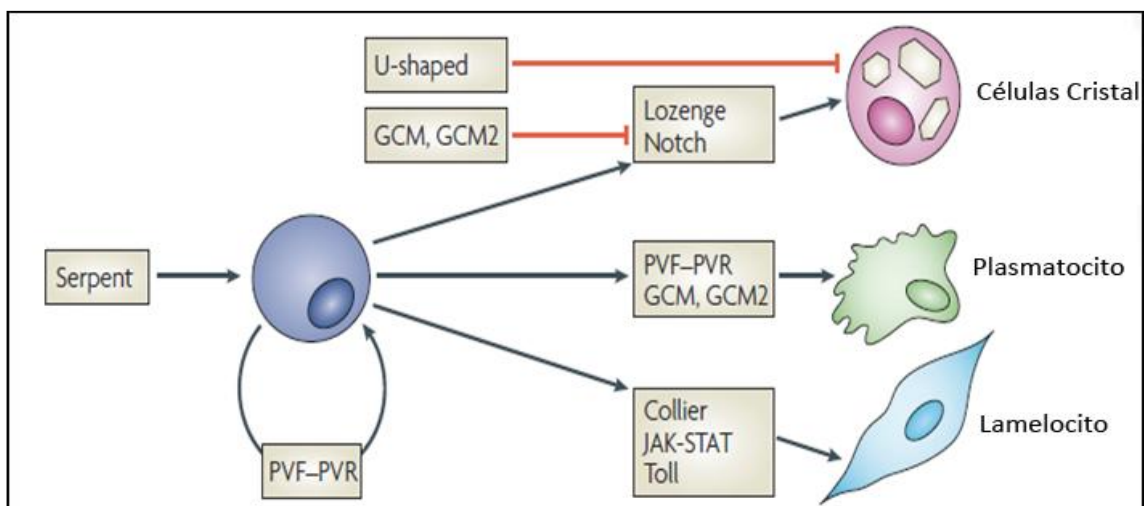 U-shaped
GCM, GCM2
Lozenge
Notch
Células Cristal
Serpent
PVF–PVR
GCM, GCM2
Plasmatocito
PVF–PVR
Collier
JAK-STAT
Toll
Lamelocito